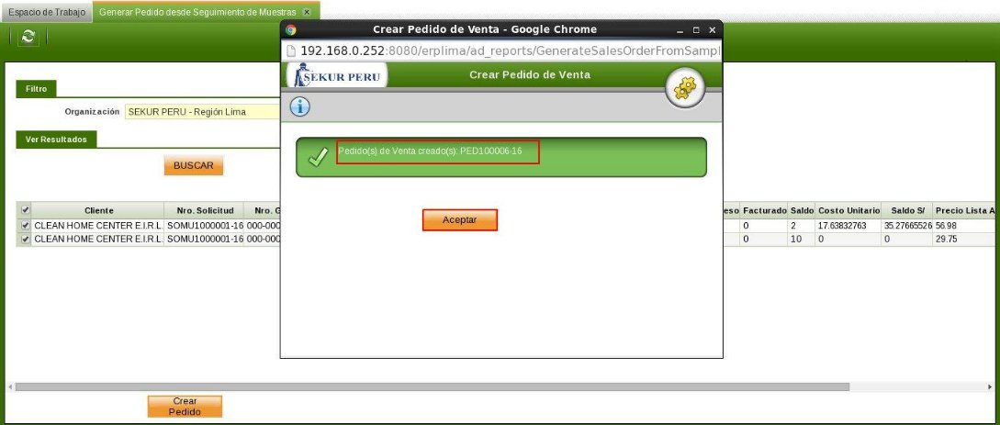 Espacio de Trabajo
Generar Pedido desde Seguimiento de Muestras
Crear Pedido de Venta - Google Chrome
192.168.0.252:8080/erplima/ad_reports/GenerateSalesOrderFromSampl
SEKUR PERU
Crear Pedido de Venta
Filtro
Organización SEKUR PERU - Región Lima
Ver Resultados
Pedido(s) de Venta creado(s): PED100006-16
BUSCAR
Aceptar
Cliente Nro. Solicitud Nro. G eso Facturado Saldo Costo Unitario Saldo S/ Precio Lista A
CLEAN HOME CENTER E.I.R.L. SOMU1000001-16 000-000 0 2 17.63832763 35.27665526 56.98
CLEAN HOME CENTER E.I.R.L. SOMU1000001-16 000-000 0 10 0 0 29.75
Crear
Pedido